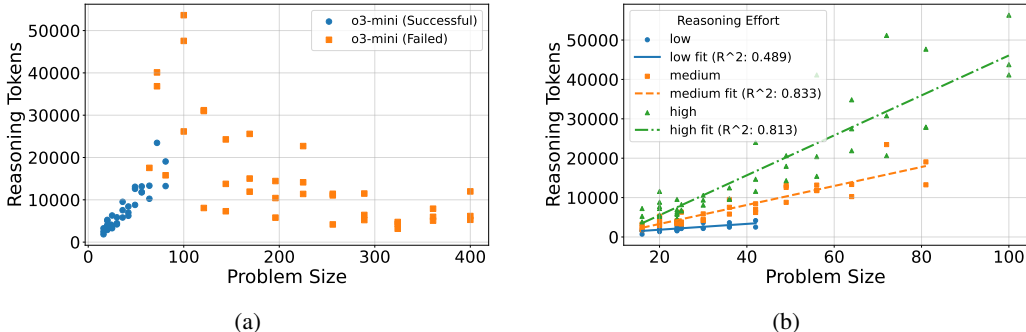 o3-mini (Successful)
o3-mini (Failed)
Reasoning Tokens
50000
40000
30000
20000
10000
0
0 100 200 300 400
Problem Size
(a)
Reasoning Effort
low
low fit (R^2: 0.489)
medium
medium fit (R^2: 0.833)
high
high fit (R^2: 0.813)
Reasoning Tokens
50000
40000
30000
20000
10000
0
20 40 60 80 100
Problem Size
(b)